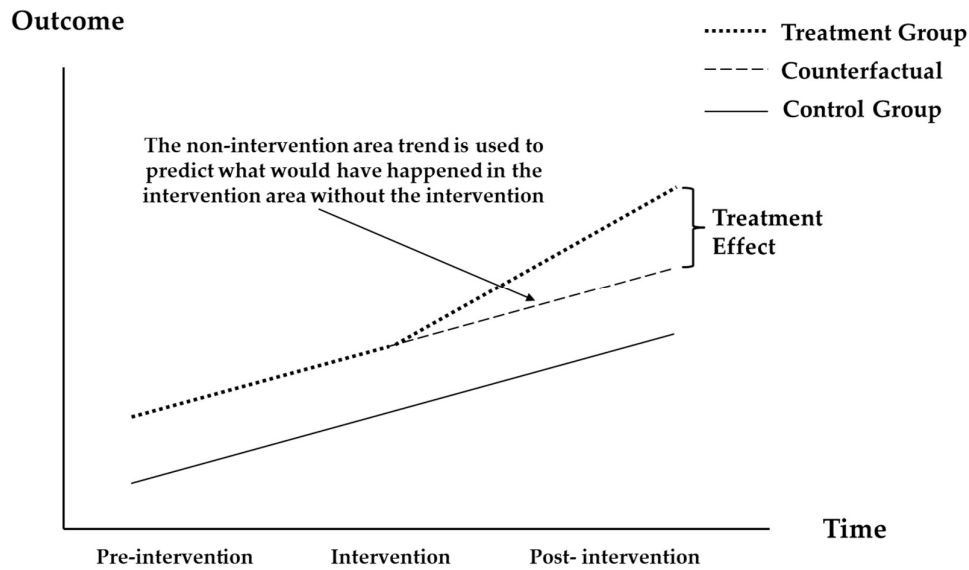 Outcome
Treatment Group
Counterfactual
Control Group
The non-intervention area trend is used to
predict what would have happened in the
intervention area without the intervention
Treatment
Effect
Time
Pre-intervention
Intervention
Post- intervention